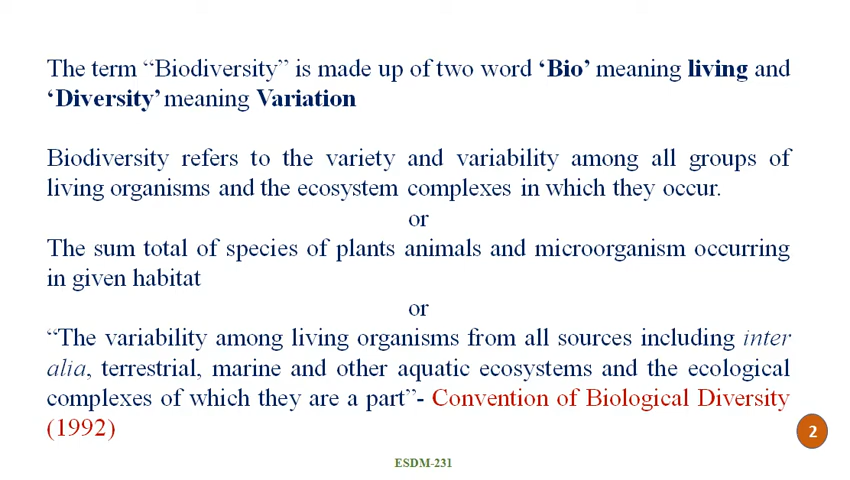 The term “Biodiversity” is made up of two word ‘Bio’ meaning living and
‘Diversity’ meaning Variation
Biodiversity refers to the variety and variability among all groups of
living organisms and the ecosystem complexes in which they occur.
or
The sum total of species of plants animals and microorganism occurring
in given habitat
or
“The variability among living organisms from all sources including inter
alia, terrestrial, marine and other aquatic ecosystems and the ecological
complexes of which they are a part”- Convention of Biological Diversity
(1992)
2
ESDM-231